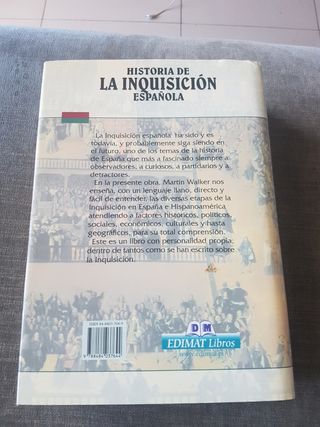 HISTORIA DE
LA INQUISICIÓN
ESPAÑOLA
La Inquisición española ha sido y es
todavía, y probablemente siga siendo en
el futuro, uno de los temas de la historia
de España que más a fascinado siempre a
observadores, a curiosos, a partidarios y a
detractores.
En la presente obra, Martin Walker nos
enseña, con un lenguaje llano, directo y
fácil de entender, las diversas etapas de la
Inquisición en España e Hispanoamérica,
atendiendo a factores históricos, políticos,
sociales, económicos, culturales y hasta
geográficos, para su total comprensión.
Este es un libro con personalidad propia;
dentro de tantos como se han escrito sobre
la Inquisición.
DM
EDIMAT Libros